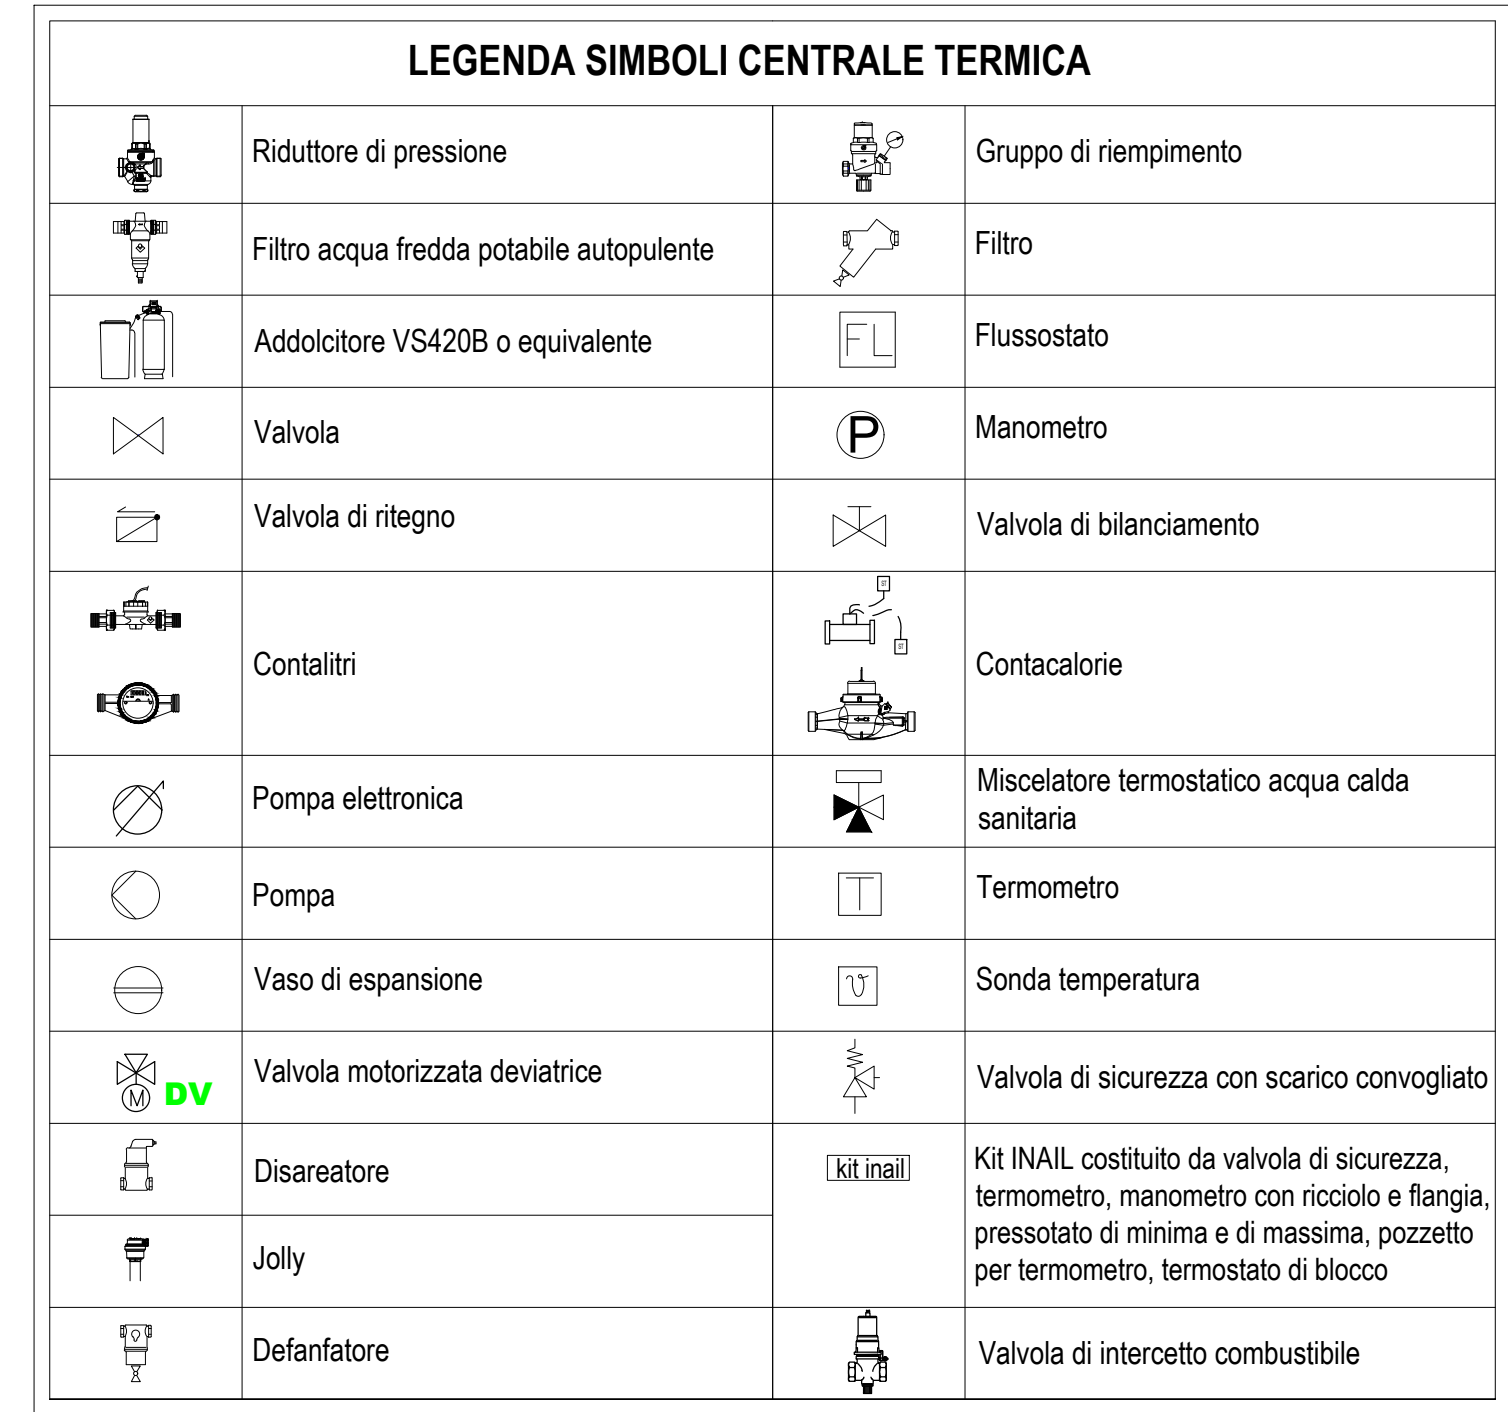 LEGENDA SIMBOLI CENTRALE TERMICA
Riduttore di pressione
Gruppo di riempimento
Filtro acqua fredda potabile autopulente
Filtro
Addolcitore VS420B o equivalente
FL
Flussostato
Valvola
P
Manometro
Valvola di ritegno
Valvola di bilanciamento
Contalitri
ST
ST
Contacalorie
Pompa elettronica
Miscelatore termostatico acqua calda
sanitaria
Pompa
T
Termometro
Vaso di espansione
ϑ
Sonda temperatura
M
DV
Valvola motorizzata deviatrice
Valvola di sicurezza con scarico convogliato
Disareatore
kit inail
Kit INAIL costituito da valvola di sicurezza,
termometro, manometro con ricciolo e flangia,
pressotato di minima e di massima, pozzetto
per termometro, termostato di blocco
Jolly
Defanfatore
Valvola di intercetto combustibile